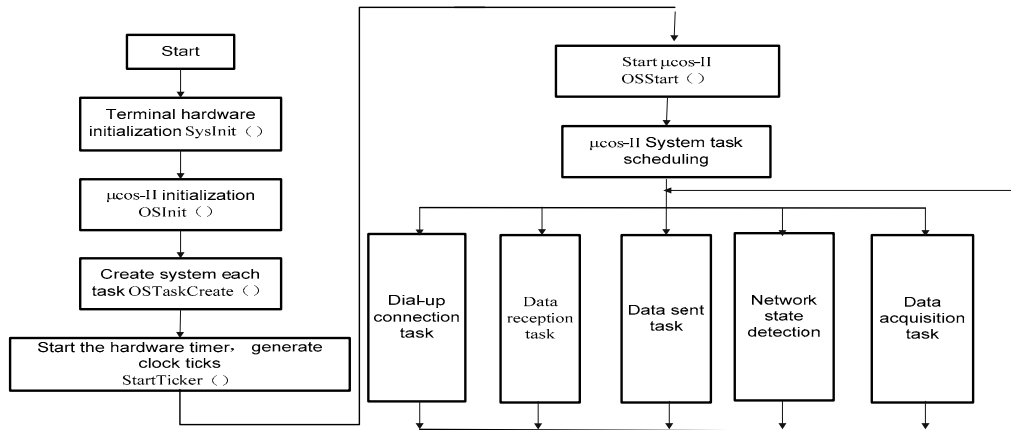 Start
Terminal hardware
initialization SysInit（）
μcos-II initialization
OSInit（）
Create system each
task OSTaskCreate（）
Start the hardware timer， generate
clock ticks
StartTicker（）
Start μcos-II
OSStart（）
μcos-II System task
scheduling
Dial-up
connection
task
Data
reception
task
Data sent
task
Network
state
detection
Data
acquisition
task